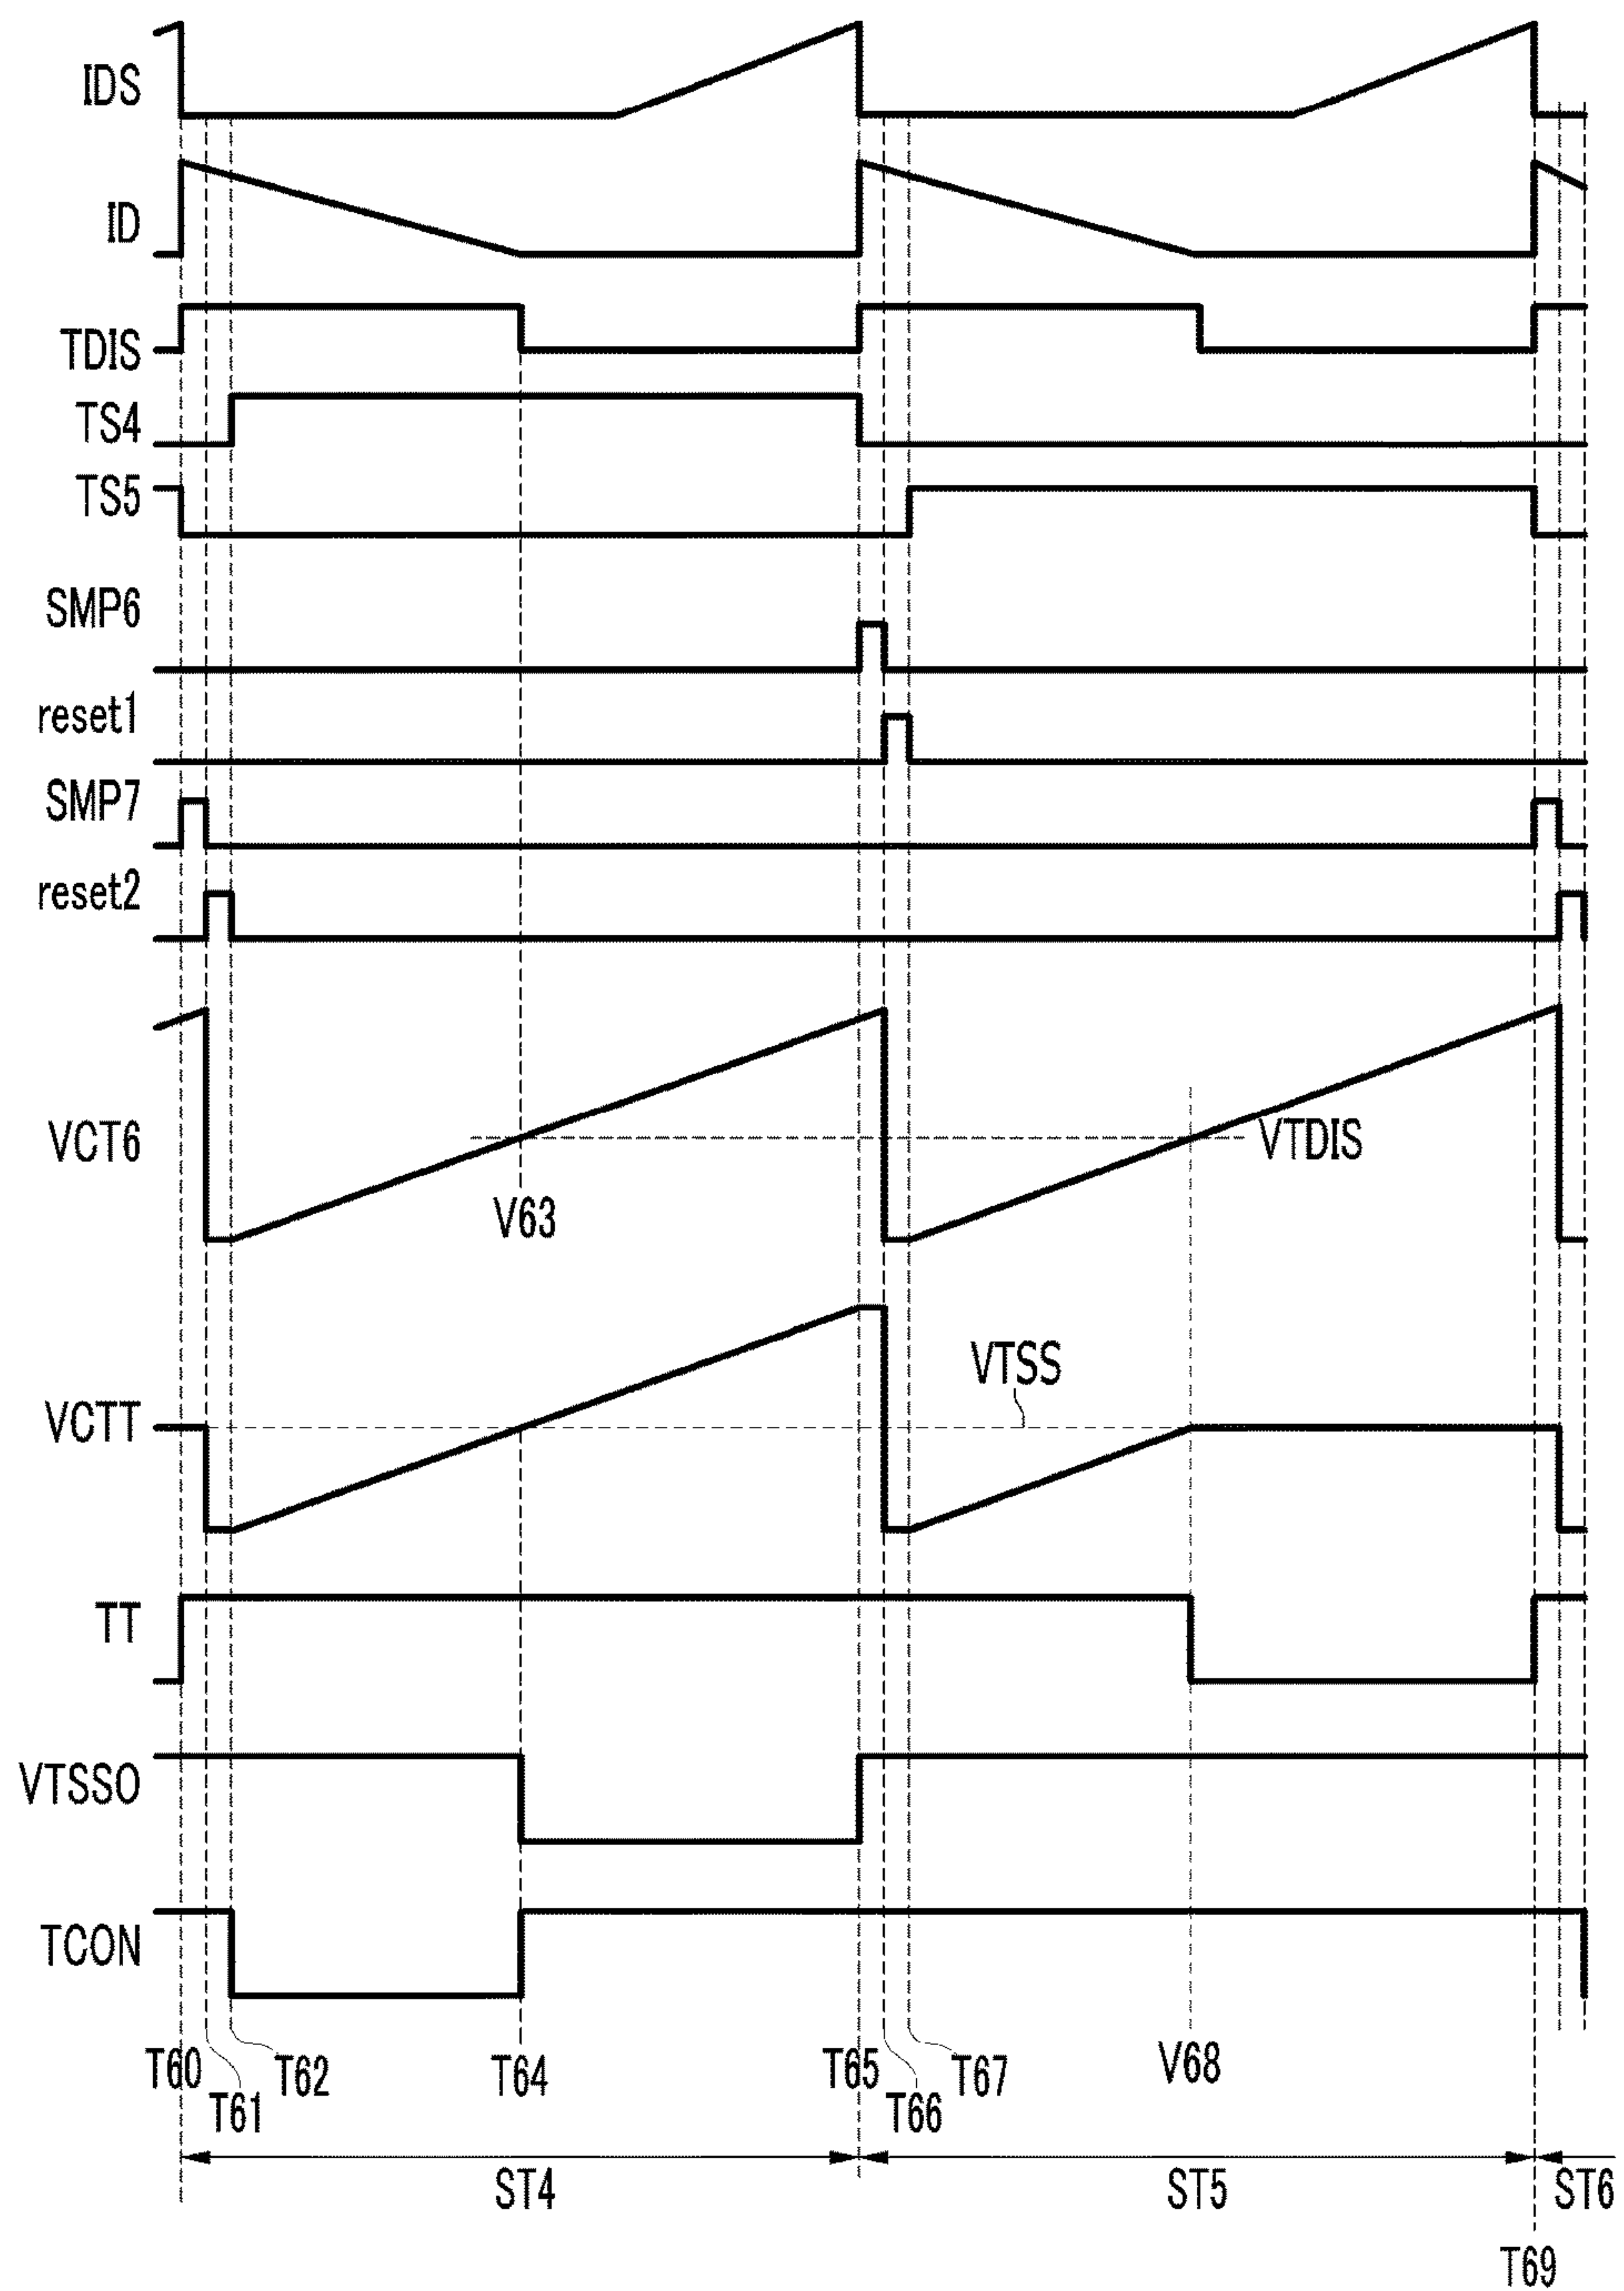 IDS
ID
TDIS
TS4
TS5
SMP6
reset1
SMP7
reset2
VCT6
VTDIS
V63
VTSS
VCTT
TT
VTSSO
TCON
T60
T62
T64
T65
T67
V68
T61
T66
ST4
ST5
ST6
T69